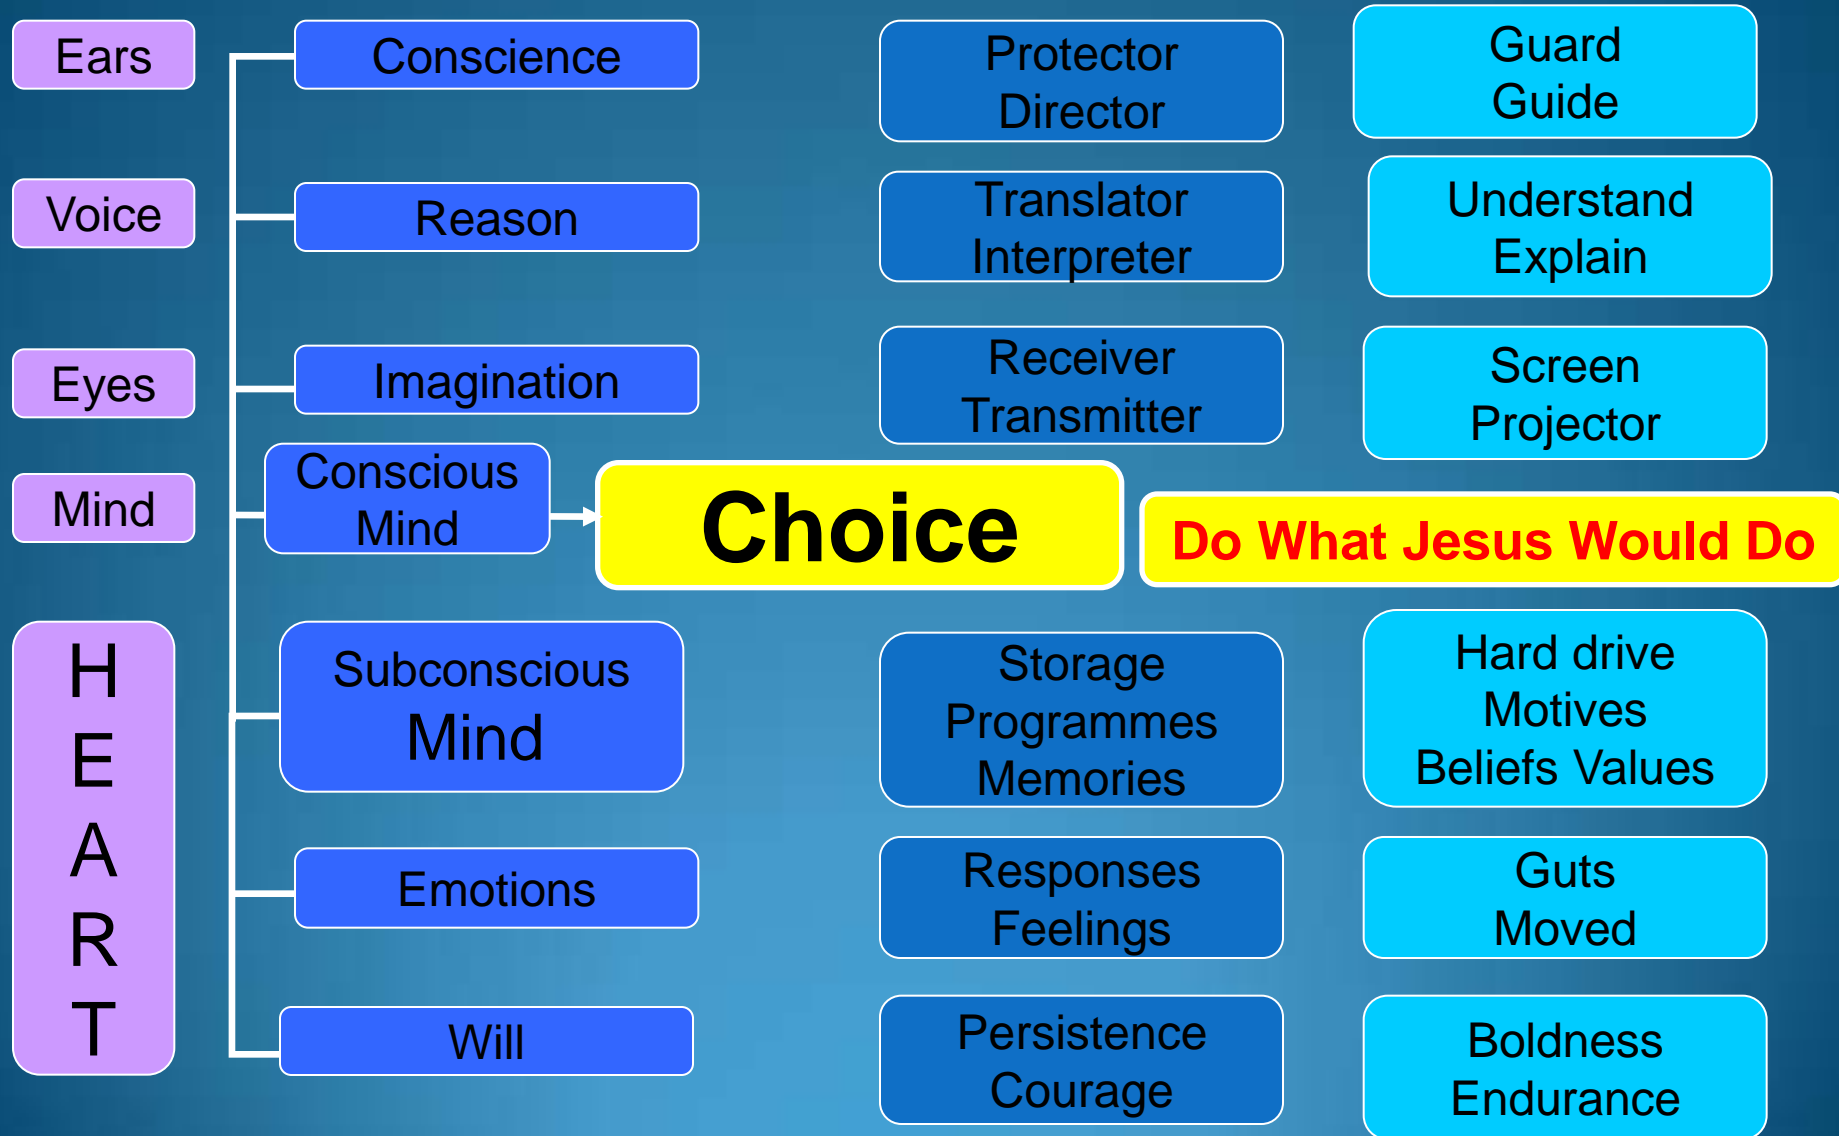 Ears
Conscience
Protector
Director
Guard
Guide
Voice
Reason
Translator
Interpreter
Understand
Explain
Eyes
Imagination
Receiver
Transmitter
Screen
Projector
Mind
Conscious
Mind
Choice
Do What Jesus Would Do
H
E
A
R
T
Subconscious
Mind
Storage
Programmes
Memories
Hard drive
Motives
Beliefs Values
Emotions
Responses
Feelings
Guts
Moved
Will
Persistence
Courage
Boldness
Endurance